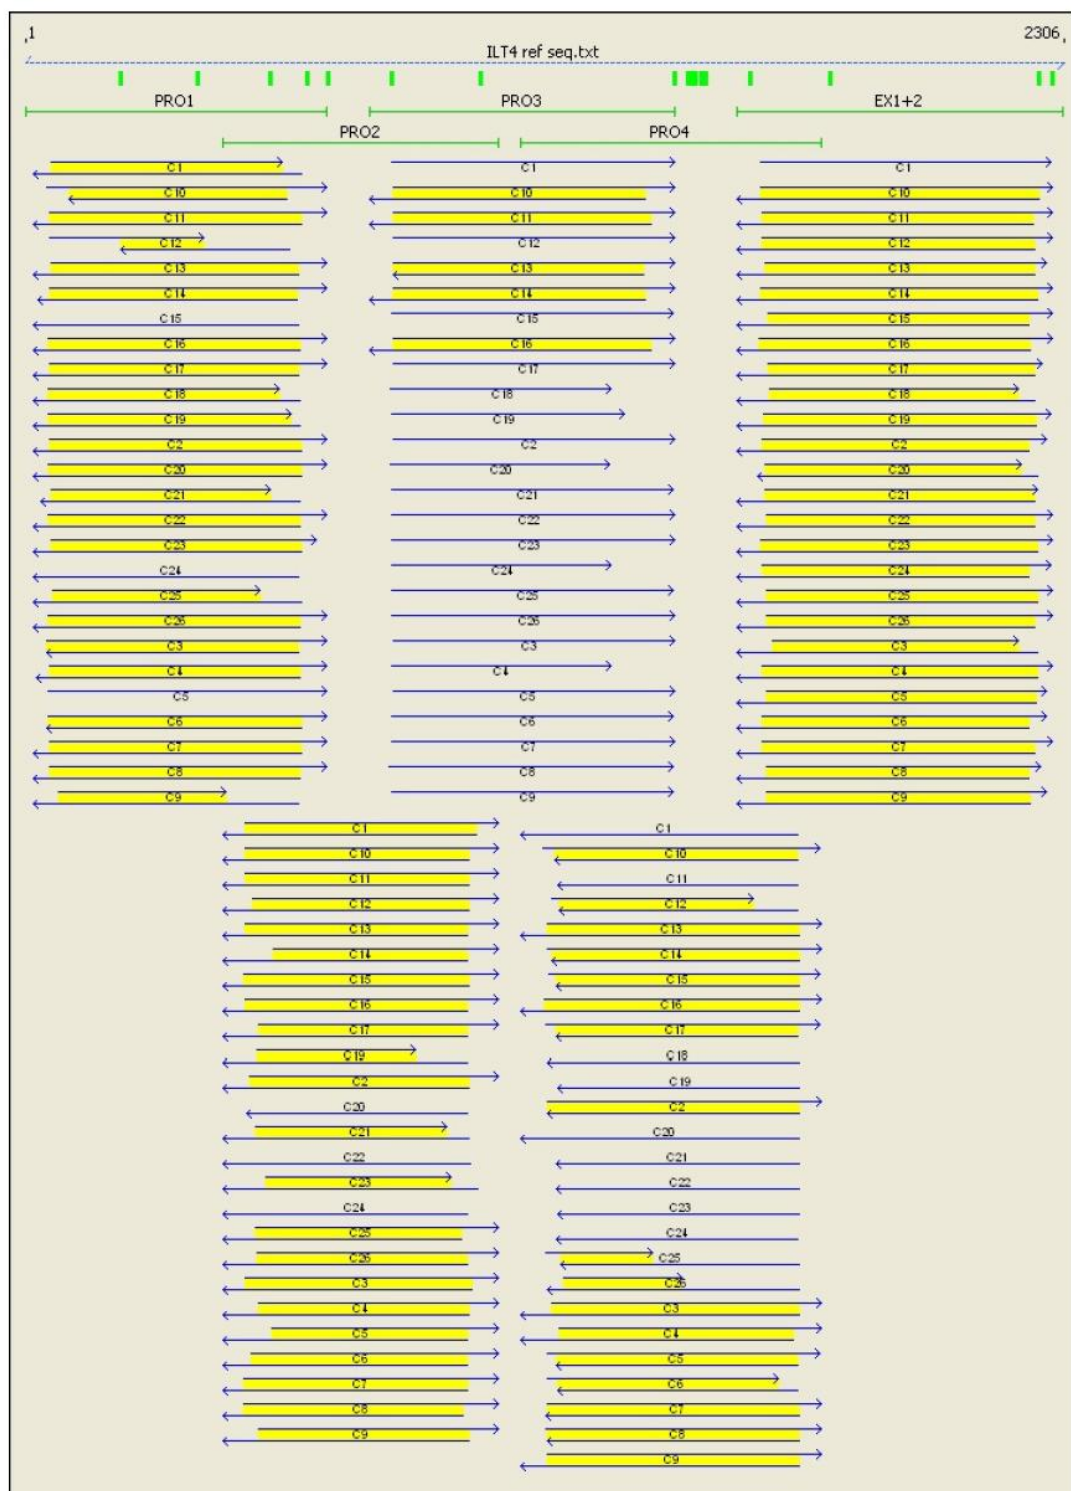 1 2306
ILT4 ref seq.txt
PRO1 PRO3 EX1+2
PRO2 PRO4
C1 C1 C1
C10 C10 C10
C11 C11 C11
C12 C12 C12
C13 C13 C13
C14 C14 C14
C15 C15 C15
C16 C16 C16
C17 C17 C17
C18 C18 C18
C19 C19 C19
C2 C2 C2
C20 C20 C20
C21 C21 C21
C22 C22 C22
C23 C23 C23
C24 C24 C24
C25 C25 C25
C26 C26 C26
C3 C3 C3
C4 C4 C4
C5 C5 C5
C6 C6 C6
C7 C7 C7
C8 C8 C8
C9 C9 C9
C1 C1
C10 C10
C11 C11
C12 C12
C13 C13
C14 C14
C15 C15
C16 C16
C17 C17
C19 C18
C2 C19
C2
C20 C20
C21 C21
C22 C22
C23 C23
C24 C24
C25 C25
C26 C26
C3 C3
C4 C4
C5 C5
C6 C6
C7 C7
C8 C8
C9 C9